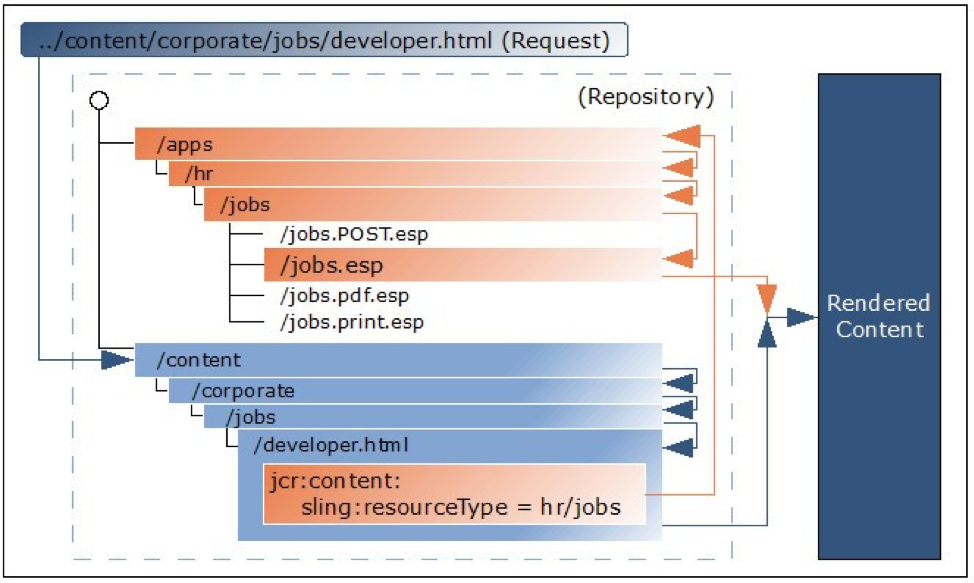 ../content/corporate/jobs/developer.html (Request)
(Repository)
/apps
/hr
/jobs
/jobs.POST.esp
/jobs.esp
/jobs.pdf.esp
/jobs.print.esp
/content
/corporate
/jobs
/developer.html
jcr:content:
sling:resourceType = hr/jobs
Rendered
Content